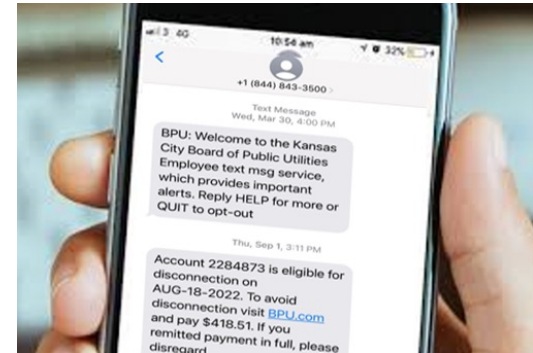 3 4G 10:54 am 32%
+1 (844) 843-3500
Text Message
Wed, Mar 30, 4:00 PM
BPU: Welcome to the Kansas
City Board of Public Utilities
Employee text msg service,
which provides important
alerts. Reply HELP for more or
QUIT to opt-out
Thu, Sep 1, 3:11 PM
Account 2284873 is eligible for
disconnection on
AUG-18-2022. To avoid
disconnection visit BPU.com
and pay $418.51. If you
remitted payment in full, please
disregard